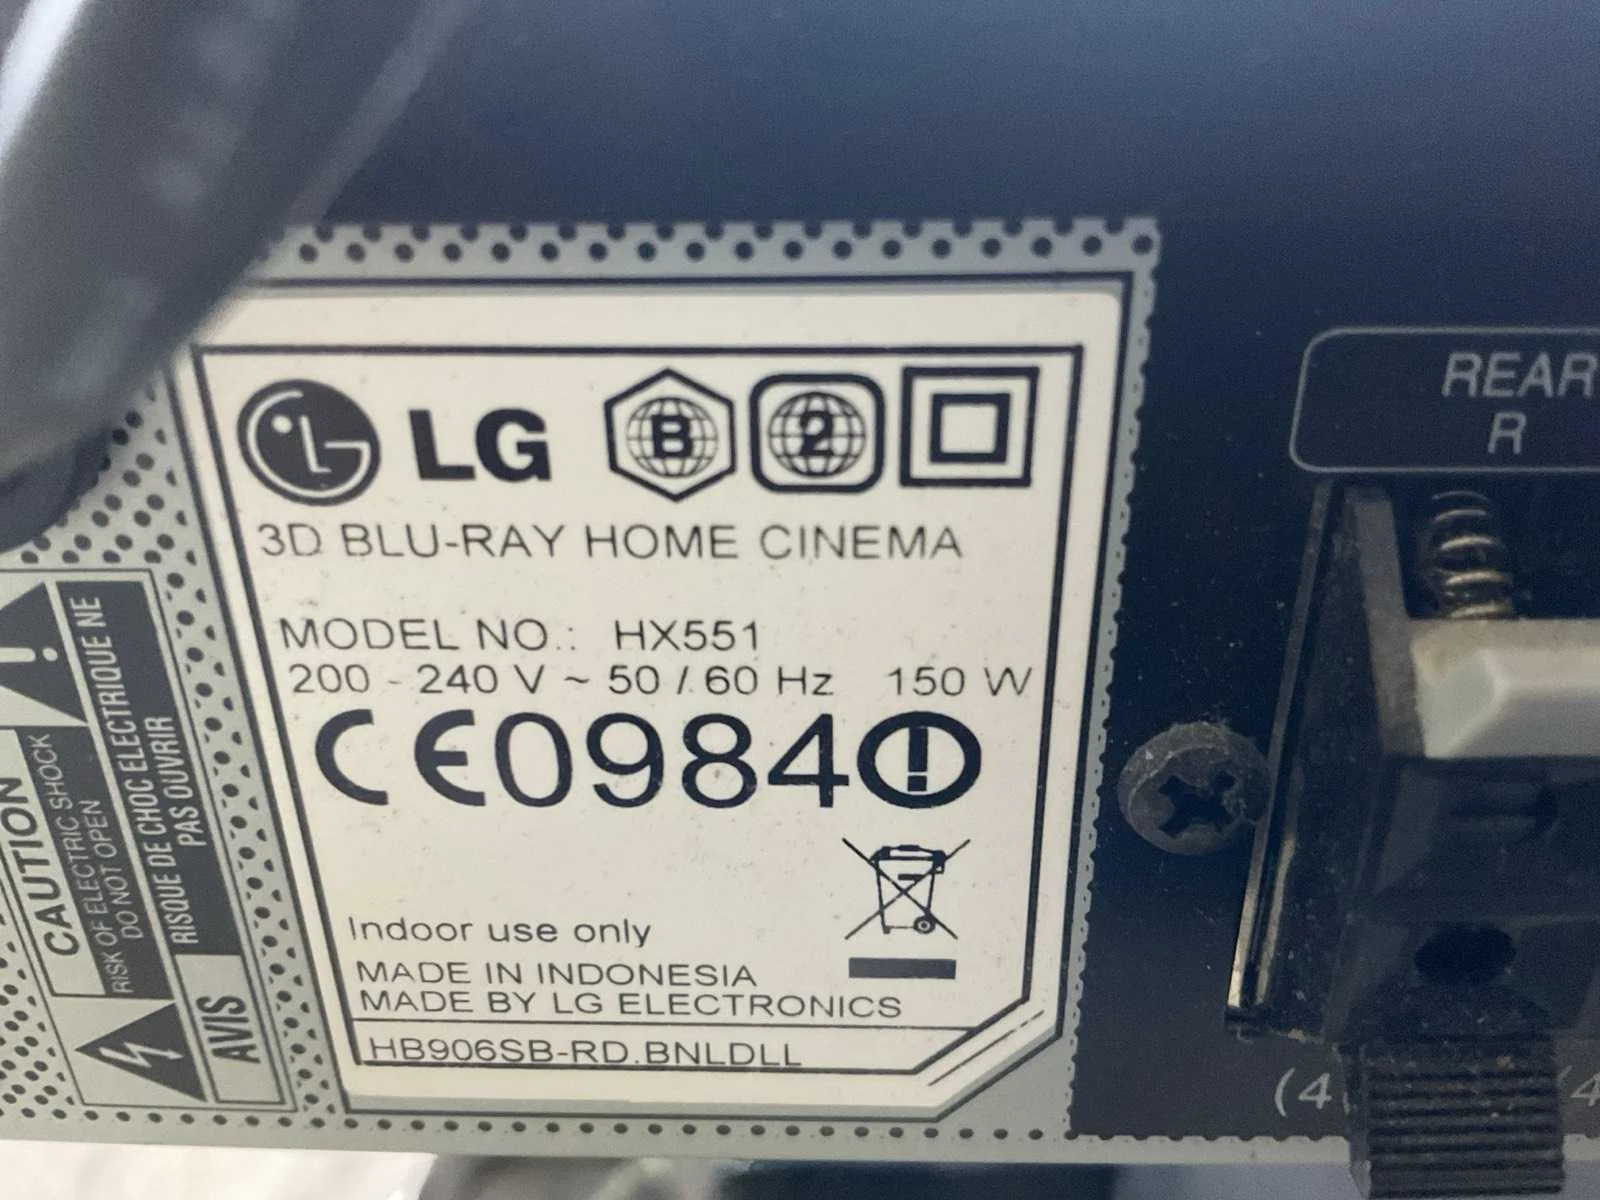 LG B 2
3D BLU-RAY HOME CINEMA
MODEL NO.: HX551
200 - 240 V ~ 50 / 60 Hz 150 W
CE0984!
Indoor use only
MADE IN INDONESIA
MADE BY LG ELECTRONICS
HB906SB-RD.BNLDLL
CAUTION
RISK OF ELECTRIC SHOCK
DO NOT OPEN
RISQUE DE CHOC ELECTRIQUE NE
PAS OUVRIR
AVIS
REAR
R
(4